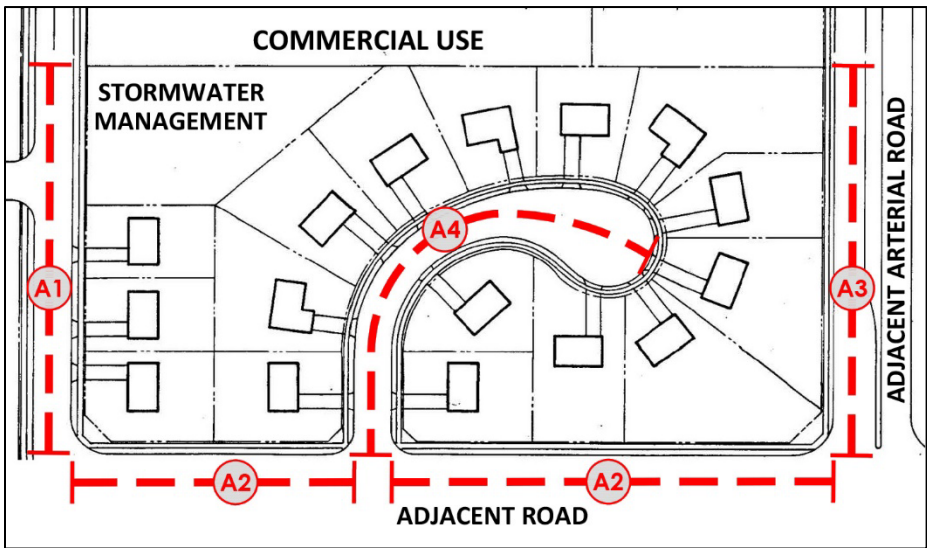 COMMERCIAL USE
STORMWATER
MANAGEMENT
A4
A1
A3
ADJACENT ARTERIAL ROAD
A2
A2
ADJACENT ROAD